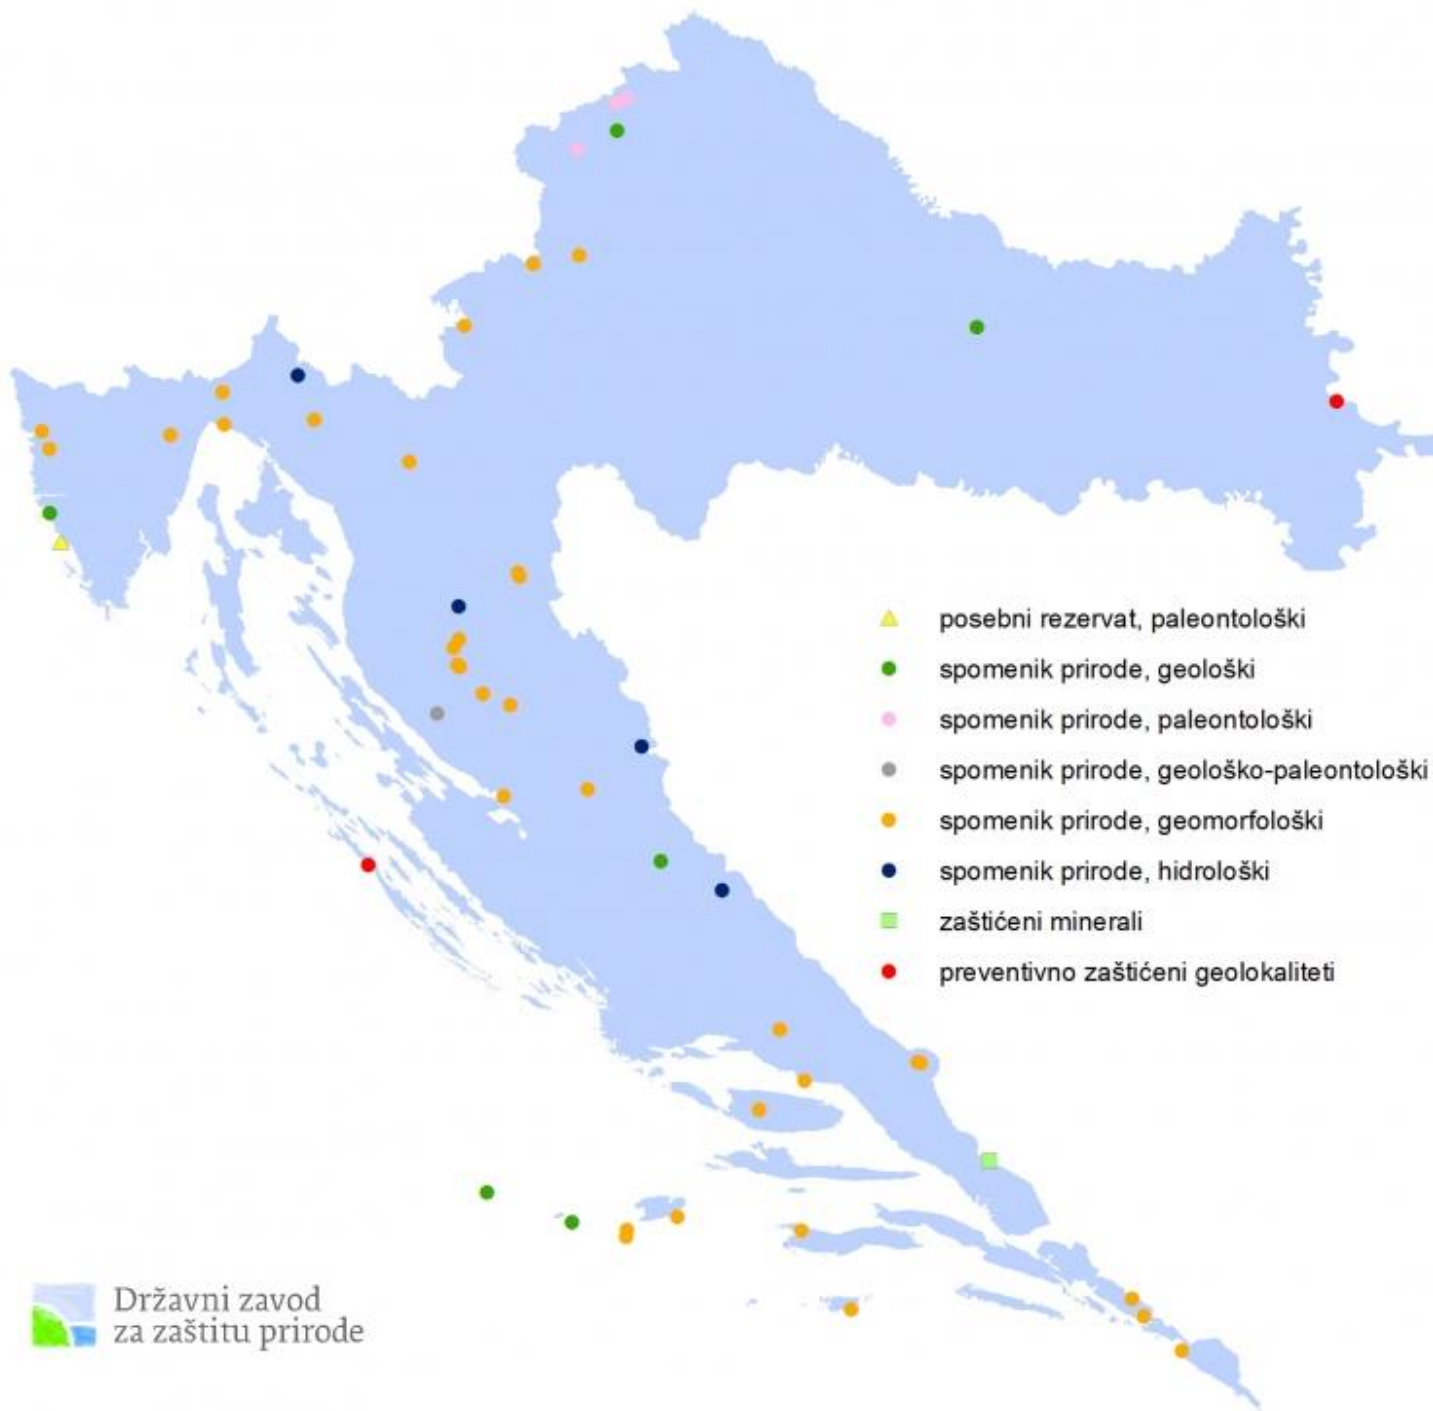 posebni rezervat, paleontološki
spomenik prirode, geološki
spomenik prirode, paleontološki
spomenik prirode, geološko-paleontološki
spomenik prirode, geomorfološki
spomenik prirode, hidrološki
zaštićeni minerali
preventivno zaštićeni geolokaliteti
Državni zavod
za zaštitu prirode